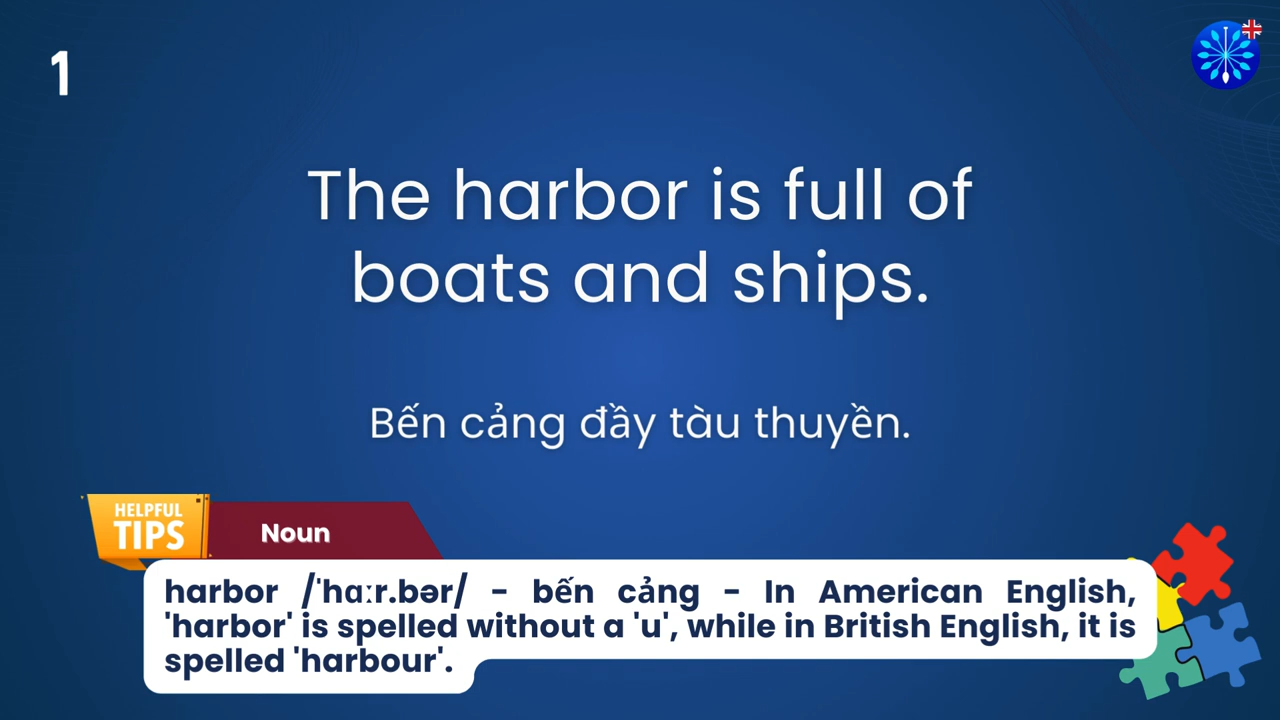 1
The harbor is full of
boats and ships.
Bến cảng đầy tàu thuyền.
HELPFUL
TIPS
Noun
harbor /ˈhɑːr.bər/ - bến cảng - In American English,
'harbor' is spelled without a 'u', while in British English, it is
spelled 'harbour'.